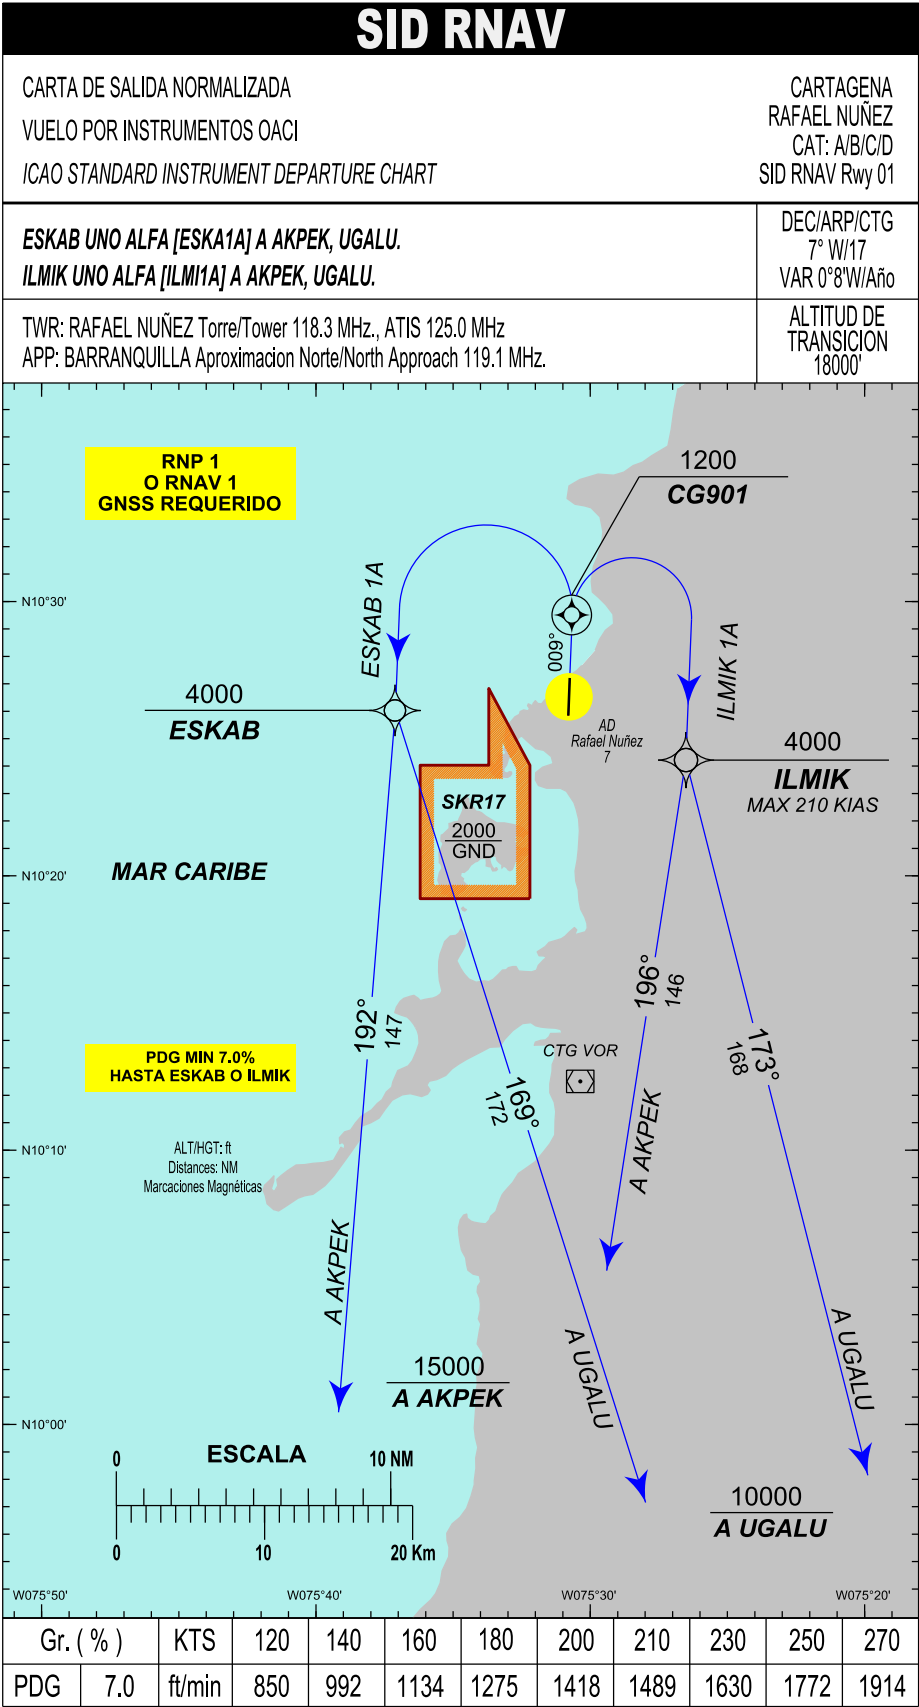 SID RNAV
CARTA DE SALIDA NORMALIZADA
VUELO POR INSTRUMENTOS OACI
ICAO STANDARD INSTRUMENT DEPARTURE CHART
CARTAGENA
RAFAEL NUÑEZ
CAT: A/B/C/D
SID RNAV Rwy 01
ESKAB UNO ALFA [ESKA1A] A AKPEK, UGALU.
ILMIK UNO ALFA [ILMI1A] A AKPEK, UGALU.
DEC/ARP/CTG
7° W/17
VAR 0°8'W/Año
TWR: RAFAEL NUÑEZ Torre/Tower 118.3 MHz., ATIS 125.0 MHz
APP: BARRANQUILLA Aproximacion Norte/North Approach 119.1 MHz.
ALTITUD DE
TRANSICION
18000'
RNP 1
O RNAV 1
GNSS REQUERIDO
1200
CG901
ESKAB 1A
N10°30'
009°
ILMIK 1A
4000
ESKAB
AD
Rafael Nuñez
7
4000
ILMIK
MAX 210 KIAS
SKR17
2000
GND
MAR CARIBE
N10°20'
192°
147
196°
146
173°
168
PDG MIN 7.0%
HASTA ESKAB O ILMIK
CTG VOR
169°
172
A AKPEK
N10°10'
ALT/HGT: ft
Distances: NM
Marcaciones Magnéticas
A AKPEK
A UGALU
A UGALU
15000
A AKPEK
N10°00'
ESCALA
0 10 NM
0 10 20 Km
10000
A UGALU
W075°50' W075°40' W075°30' W075°20'
Gr. ( % ) KTS 120 140 160 180 200 210 230 250 270
PDG 7.0 ft/min 850 992 1134 1275 1418 1489 1630 1772 1914